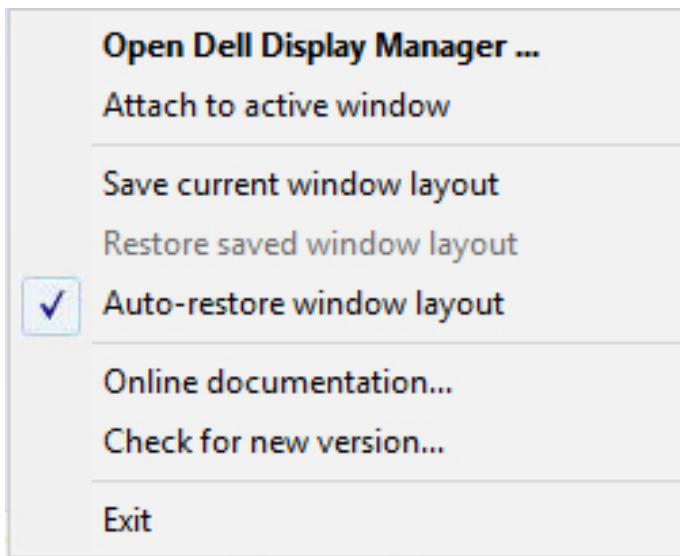 Open Dell Display Manager ...
Attach to active window
Save current window layout
Restore saved window layout
Auto-restore window layout
Online documentation...
Check for new version...
Exit